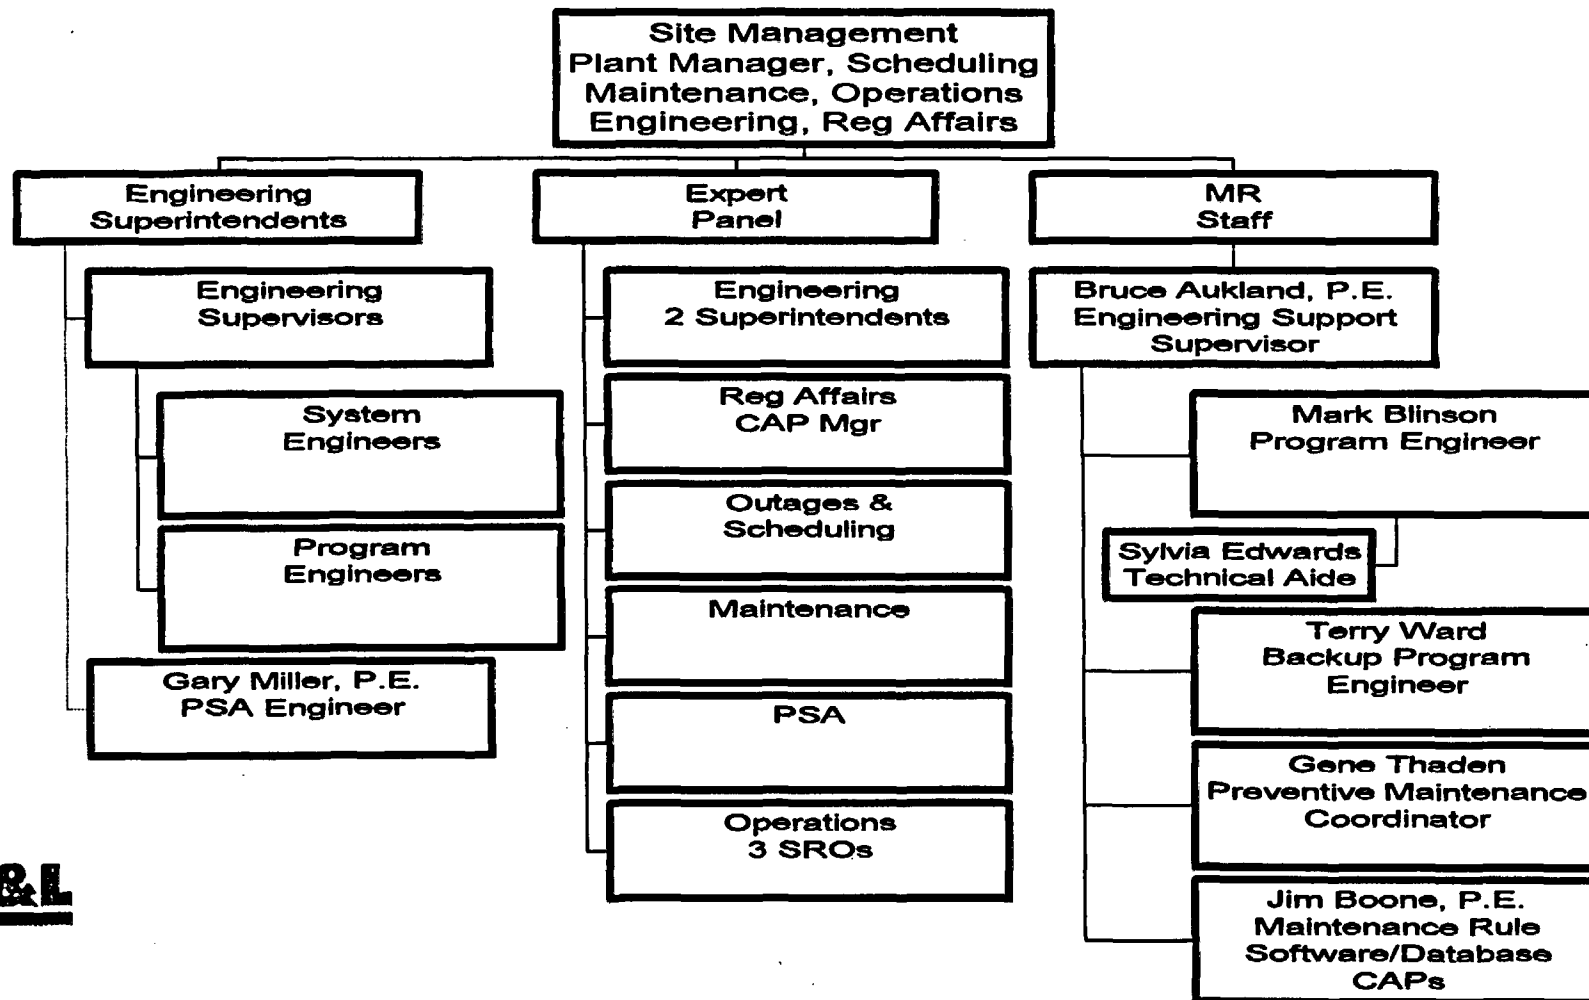 Site Management
Plant Manager, Scheduling
Maintenance, Operations
Engineering, Reg Affairs
Engineering
Superintendents
Engineering
Supervisors
System
Engineers
Program
Engineers
Gary Miller, P.E.
PSA Engineer
Expert
Panel
Engineering
2 Superintendents
Reg Affairs
CAP Mgr
Outages &
Scheduling
Maintenance
PSA
Operations
3 SROs
MR
Staff
Bruce Aukland, P.E.
Engineering Support
Supervisor
Mark Blinson
Program Engineer
Sylvia Edwards
Technical Aide
Terry Ward
Backup Program
Engineer
Gene Thaden
Preventive Maintenance
Coordinator
Jim Boone, P.E.
Maintenance Rule
Software/Database
CAPs
&L